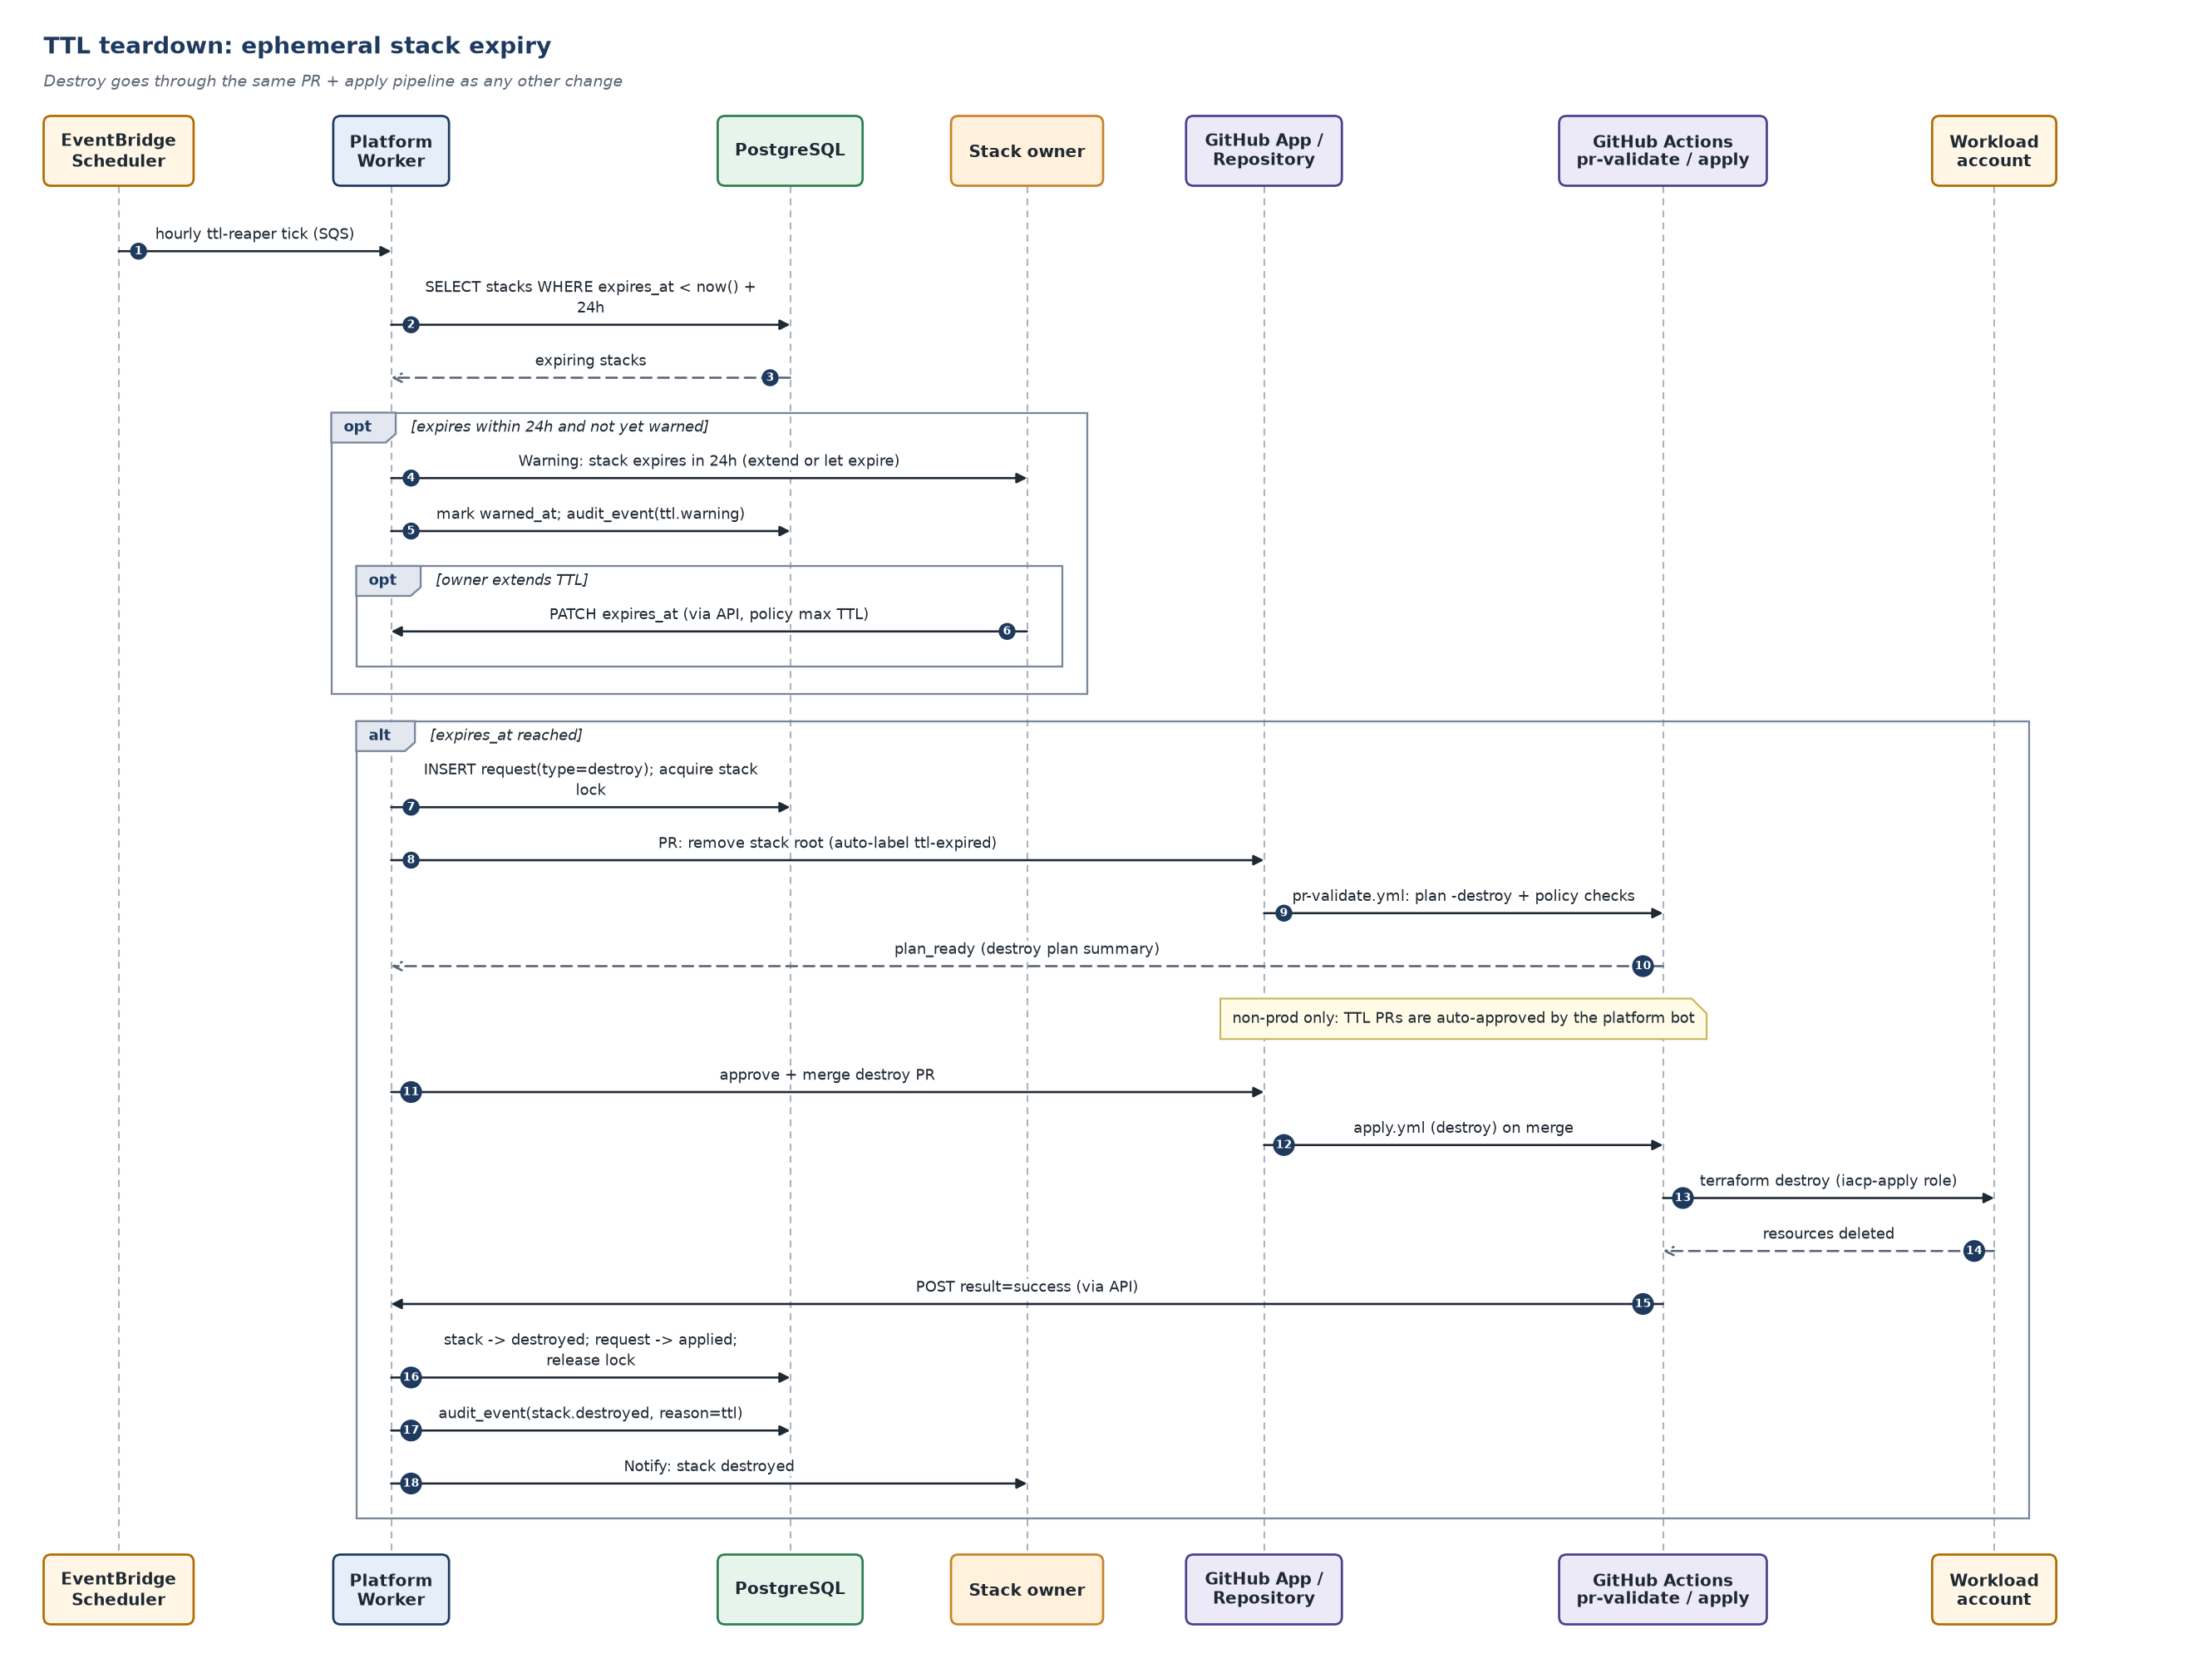 TTL teardown: ephemeral stack expiry
Destroy goes through the same PR + apply pipeline as any other change
EventBridge
Scheduler
Platform
Worker
PostgreSQL
Stack owner
GitHub App /
Repository
GitHub Actions
pr-validate / apply
Workload
account
hourly ttl-reaper tick (SQS)
1
SELECT stacks WHERE expires_at < now() +
24h
2
expiring stacks
3
opt
[expires within 24h and not yet warned]
Warning: stack expires in 24h (extend or let expire)
4
mark warned_at; audit_event(ttl.warning)
5
opt
[owner extends TTL]
PATCH expires_at (via API, policy max TTL)
6
alt
[expires_at reached]
INSERT request(type=destroy); acquire stack
lock
7
PR: remove stack root (auto-label ttl-expired)
8
pr-validate.yml: plan -destroy + policy checks
9
plan_ready (destroy plan summary)
10
non-prod only: TTL PRs are auto-approved by the platform bot
approve + merge destroy PR
11
apply.yml (destroy) on merge
12
terraform destroy (iacp-apply role)
13
resources deleted
14
POST result=success (via API)
15
stack -> destroyed; request -> applied;
release lock
16
audit_event(stack.destroyed, reason=ttl)
17
Notify: stack destroyed
18
EventBridge
Scheduler
Platform
Worker
PostgreSQL
Stack owner
GitHub App /
Repository
GitHub Actions
pr-validate / apply
Workload
account